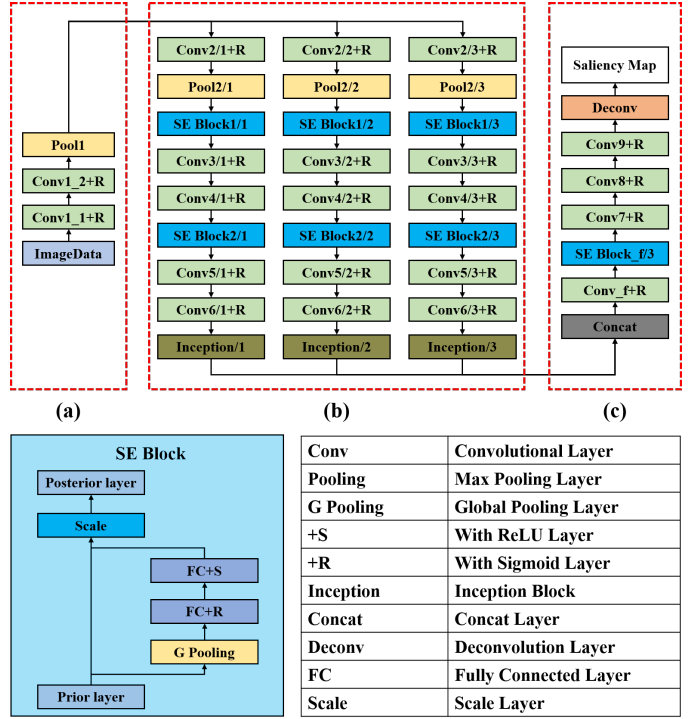 Pool1
Conv1_2+R
Conv1_1+R
ImageData
(a)
Conv2/1+R
Pool2/1
SE Block1/1
Conv3/1+R
Conv4/1+R
SE Block2/1
Conv5/1+R
Conv6/1+R
Inception/1
Conv2/2+R
Pool2/2
SE Block1/2
Conv3/2+R
Conv4/2+R
SE Block2/2
Conv5/2+R
Conv6/2+R
Inception/2
Conv2/3+R
Pool2/3
SE Block1/3
Conv3/3+R
Conv4/3+R
SE Block2/3
Conv5/3+R
Conv6/3+R
Inception/3
(b)
Saliency Map
Deconv
Conv9+R
Conv8+R
Conv7+R
SE Block_f/3
Conv_f+R
Concat
(c)
SE Block
Posterior layer
Scale
FC+S
FC+R
G Pooling
Prior layer
Conv Convolutional Layer
Pooling Max Pooling Layer
G Pooling Global Pooling Layer
+S With ReLU Layer
+R With Sigmoid Layer
Inception Inception Block
Concat Concat Layer
Deconv Deconvolution Layer
FC Fully Connected Layer
Scale Scale Layer